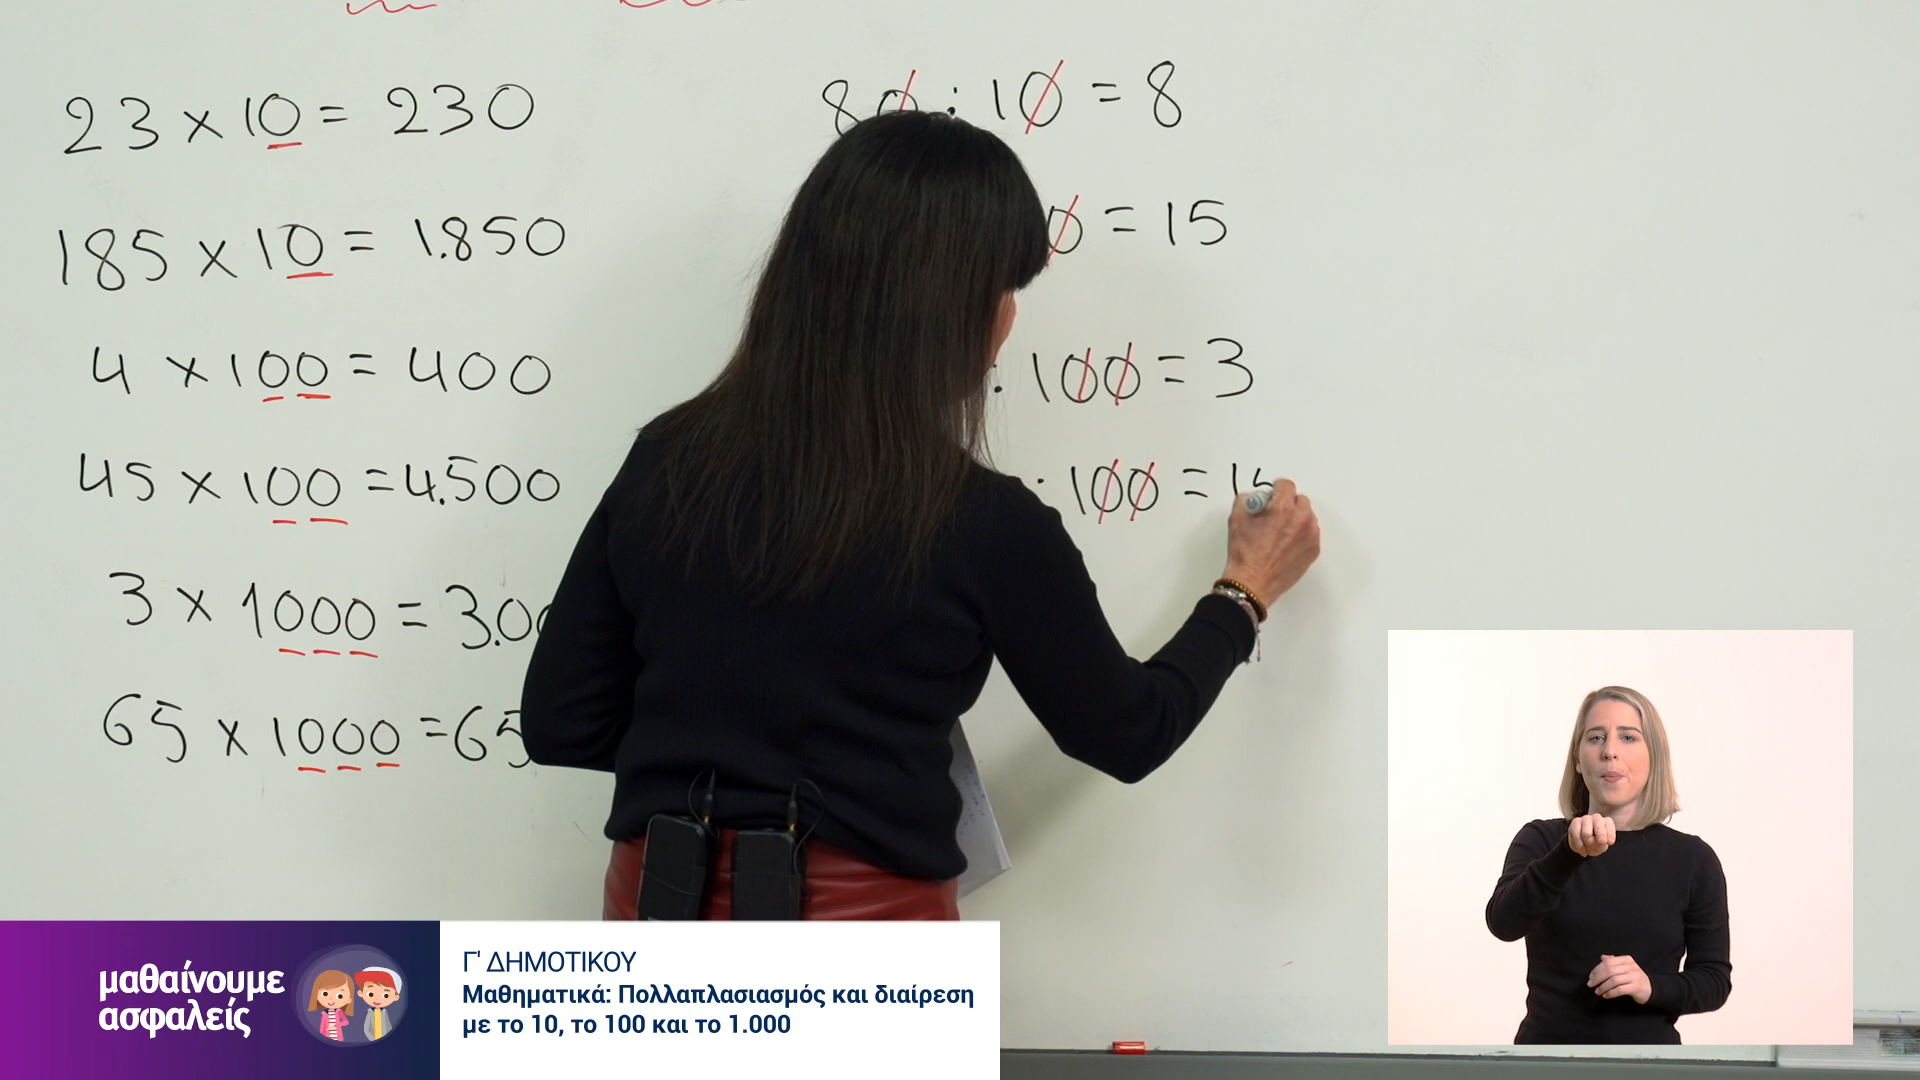 23 x 10 = 230
185 x 10 = 1.850
4 x 100 = 400
45 x 100 = 4.500
3 x 1000 = 3.00
65 x 1000 = 65
80 : 10 = 8
0 = 15
: 100 = 3
: 100 = 15
μαθαίνουμε
ασφαλείς
Γ' ΔΗΜΟΤΙΚΟΥ
Μαθηματικά: Πολλαπλασιασμός και διαίρεση
με το 10, το 100 και το 1.000